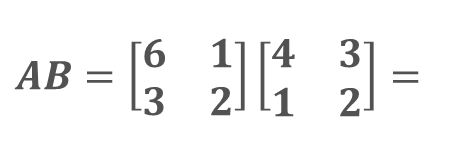 AB = [6 1 3 2] [4 3 1 2] =